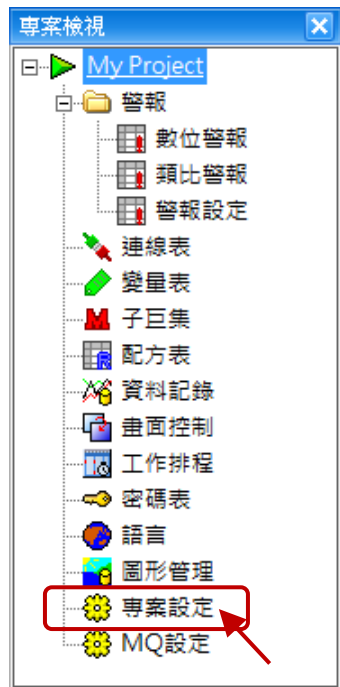 專案檢視
My Project
警報
數位警報
類比警報
警報設定
連線表
變量表
子巨集
配方表
資料記錄
畫面控制
工作排程
密碼表
語言
圖形管理
專案設定
MQ設定